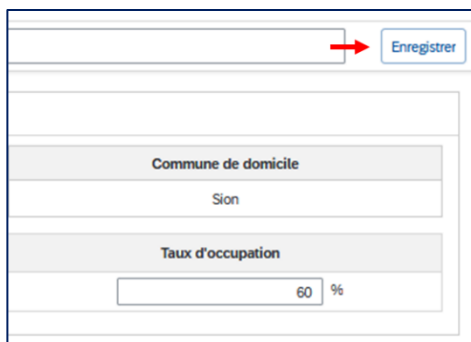 Enregistrer
Commune de domicile
Sion
Taux d'occupation
60 %